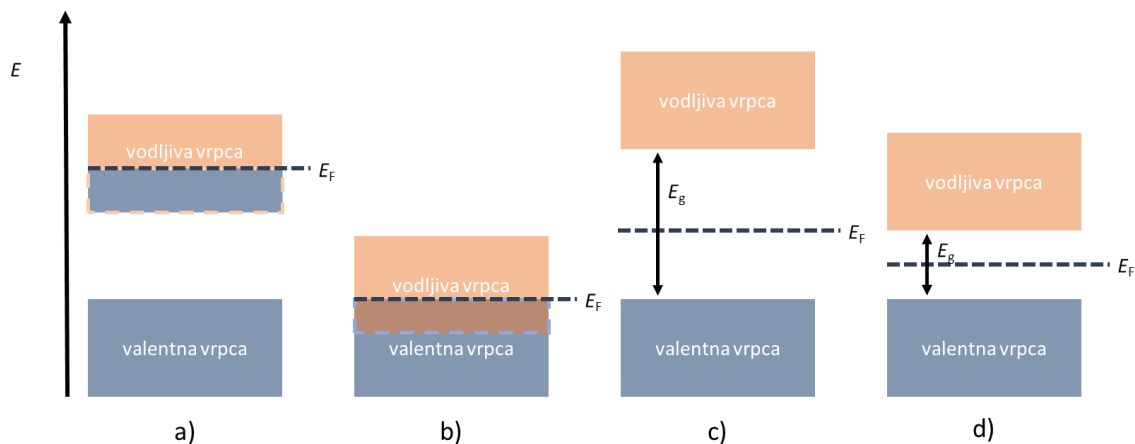 E
vodljiva vrpca
E_F
valentna vrpca
a)
vodljiva vrpca
E_F
valentna vrpca
b)
vodljiva vrpca
E_g
E_F
valentna vrpca
c)
vodljiva vrpca
E_g
E_F
valentna vrpca
d)